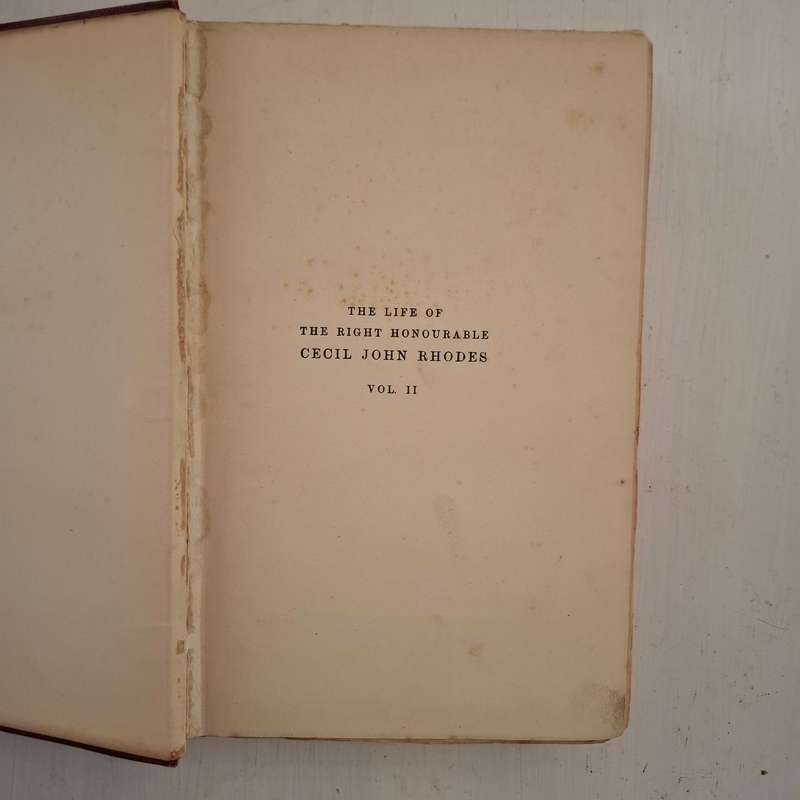 THE LIFE OF
THE RIGHT HONOURABLE
CECIL JOHN RHODES
VOL. II